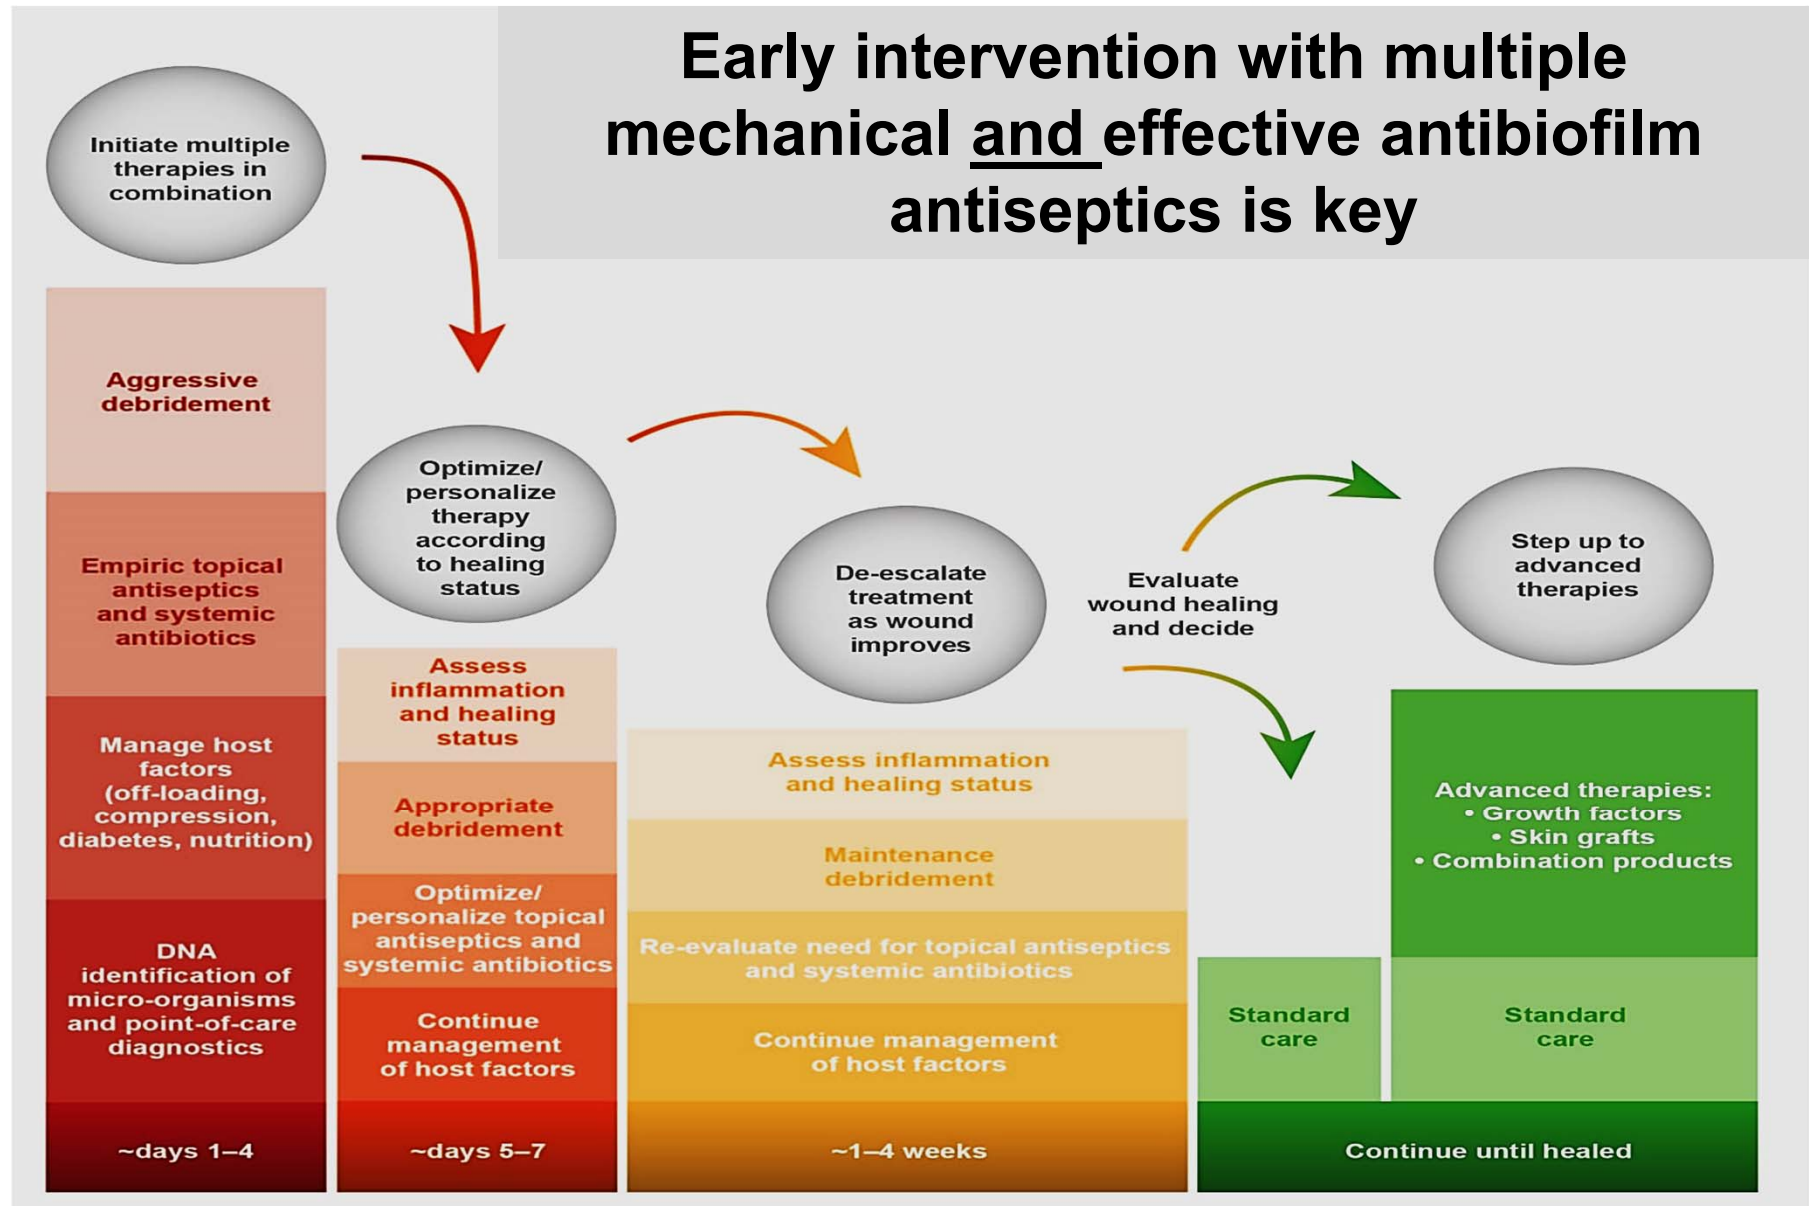 Early intervention with multiple
mechanical and effective antibiofilm
antiseptics is key
Initiate multiple
therapies in
combination
Aggressive
debridement
Empiric topical
antiseptics
and systemic
antibiotics
Manage host
factors
(off-loading,
compression,
diabetes, nutrition)
DNA
identification of
micro-organisms
and point-of-care
diagnostics
~days 1–4
Optimize/
personalize
therapy
according
to healing
status
Assess
inflammation
and healing
status
Appropriate
debridement
Optimize/
personalize topical
antiseptics and
systemic antibiotics
Continue
management
of host factors
~days 5–7
De-escalate
treatment
as wound
improves
Assess inflammation
and healing status
Maintenance
debridement
Re-evaluate need for topical antiseptics
and systemic antibiotics
Continue management
of host factors
~1–4 weeks
Evaluate
wound healing
and decide
Standard
care
Step up to
advanced
therapies
Advanced therapies:
• Growth factors
• Skin grafts
• Combination products
Standard
care
Continue until healed